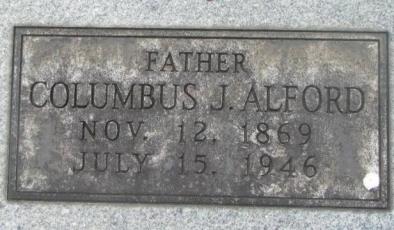 FATHER
COLUMBUS J. ALFORD
NOV. 12, 1869
JULY 15, 1946